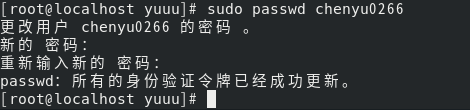 [root@localhost yuuu]# sudo passwd chenyu0266
更改用户 chenyu0266 的密码 。
新的 密码：
重新输入新的 密码：
passwd：所有的身份验证令牌已经成功更新。
[root@localhost yuuu]#